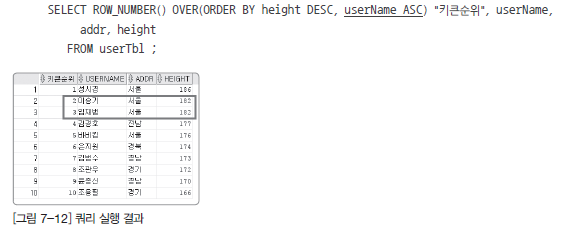 SELECT ROW_NUMBER() OVER(ORDER BY height DESC, userName ASC) "키큰순위", userName,
addr, height
FROM userTbl ;
키큰순위 USERNAME ADDR HEIGHT
1 1 성시경 서울 186
2 2 이승기 서울 182
3 3 임재범 서울 182
4 4 김경호 전남 177
5 5 바비킴 서울 176
6 6 은지원 경북 174
7 7 김범수 경남 173
8 8 조관우 경기 172
9 9 윤종신 경남 170
10 10 조용필 경기 166
[그림 7-12] 쿼리 실행 결과